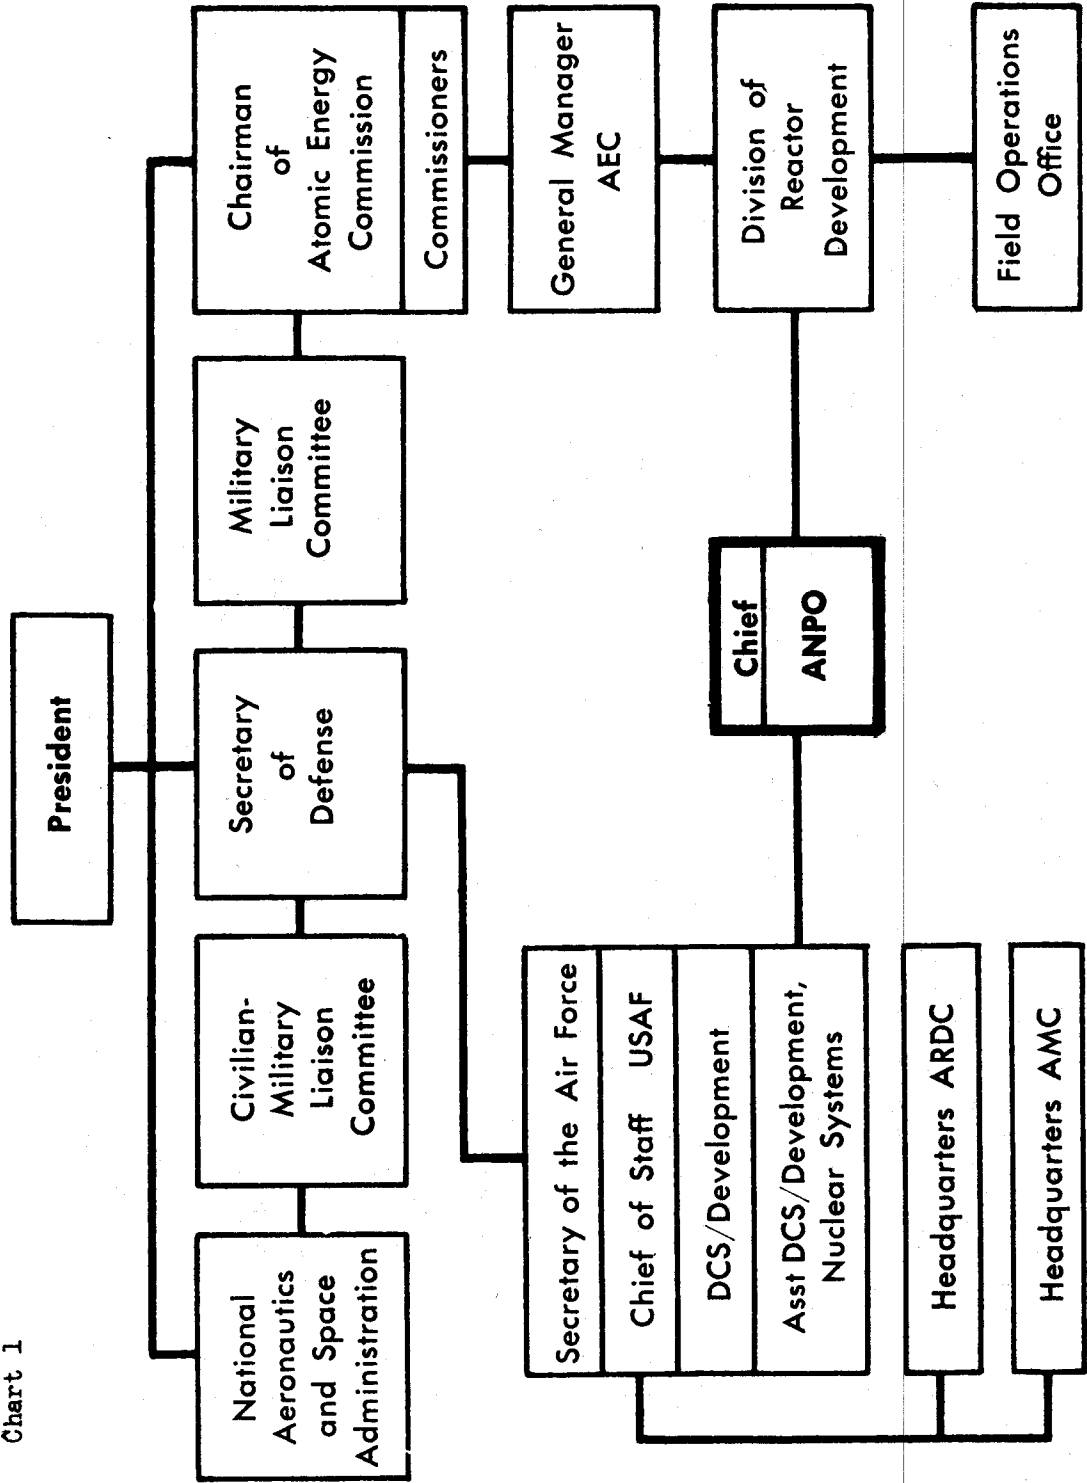 Chart 1
President
National
Aeronautics
and Space
Administration
Civilian-
Military
Liaison
Committee
Secretary
of
Defense
Military
Liaison
Committee
Chairman
of
Atomic Energy
Commission
Commissioners
General Manager
AEC
Secretary of the Air Force
Chief of Staff USAF
DCS/Development
Asst DCS/Development,
Nuclear Systems
Chief
ANPO
Division of
Reactor
Development
Headquarters ARDC
Headquarters AMC
Field Operations
Office